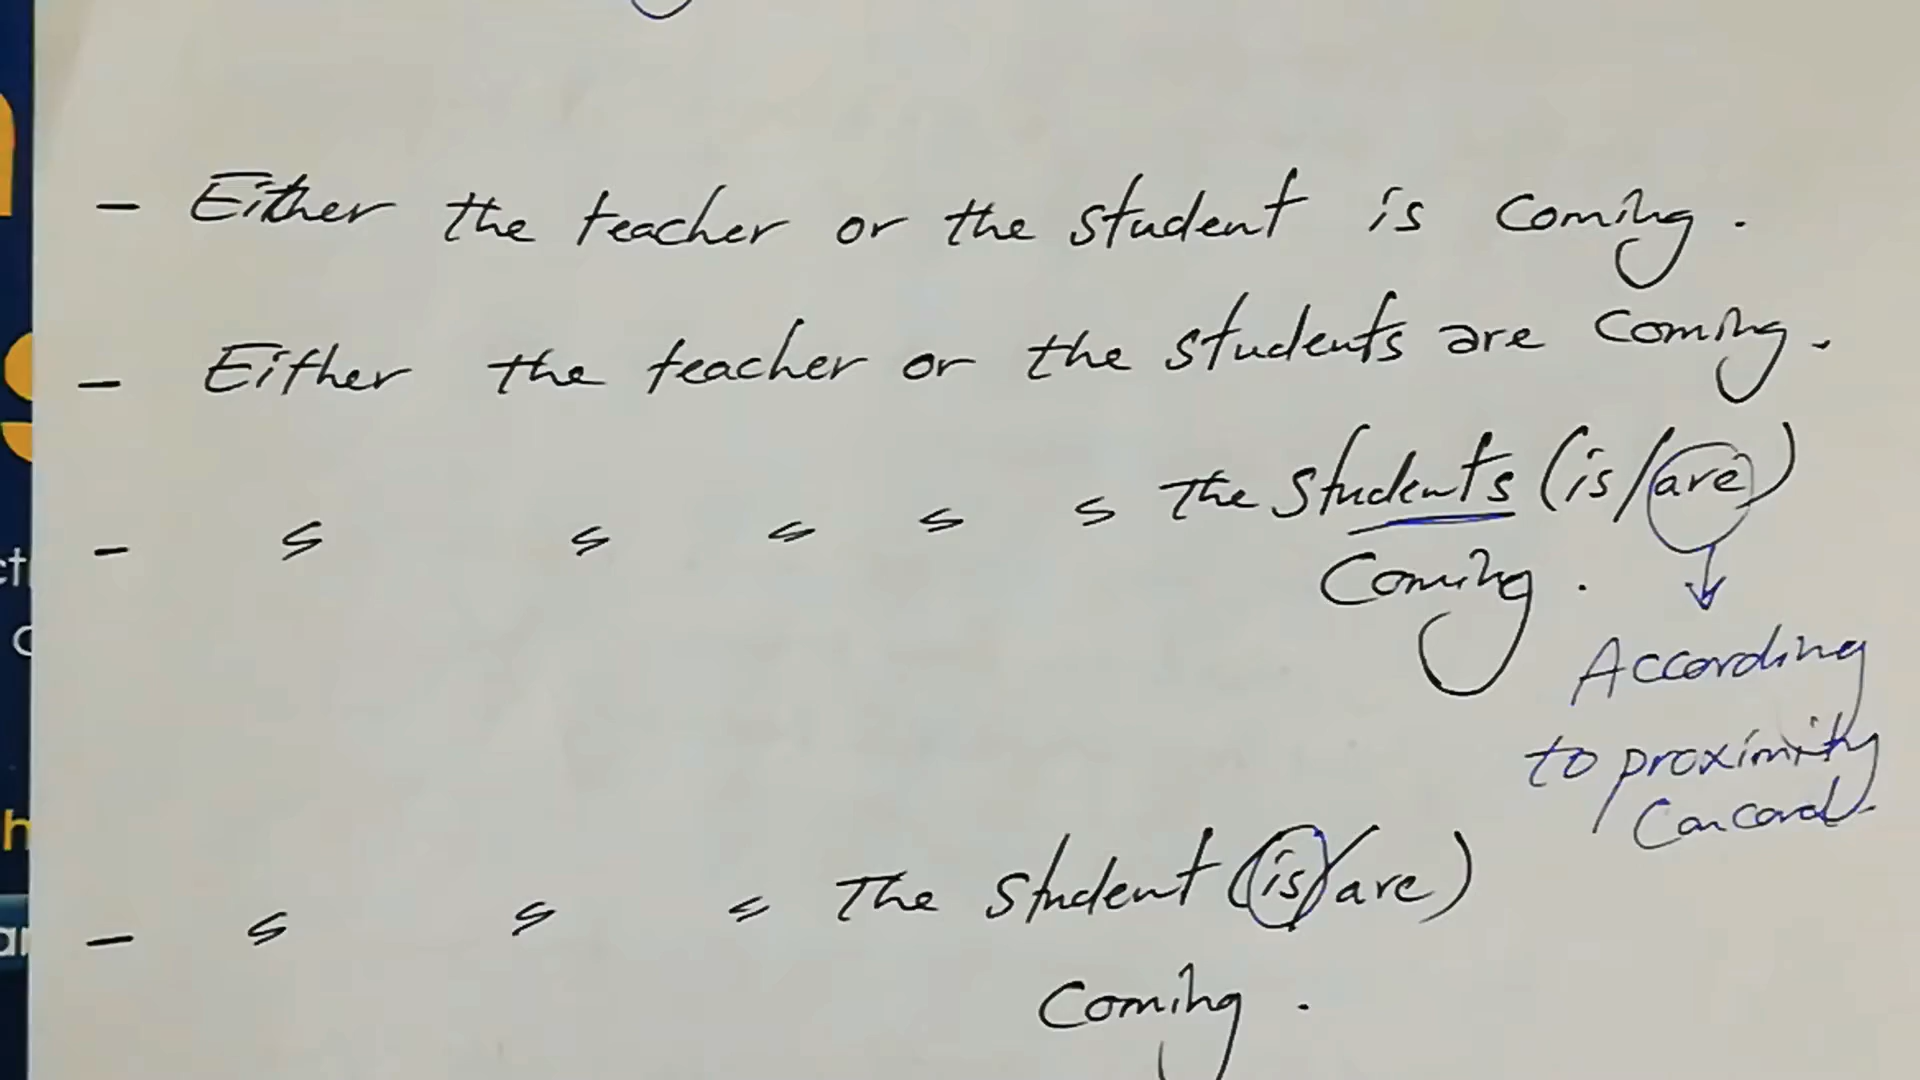 - Either the teacher or the student is coming.
- Either the teacher or the students are coming.
- 〃 〃 〃 〃 〃 The students (is/are)
coming.
According
to proximity
concord
- 〃 〃 〃 The student (is/are)
coming.